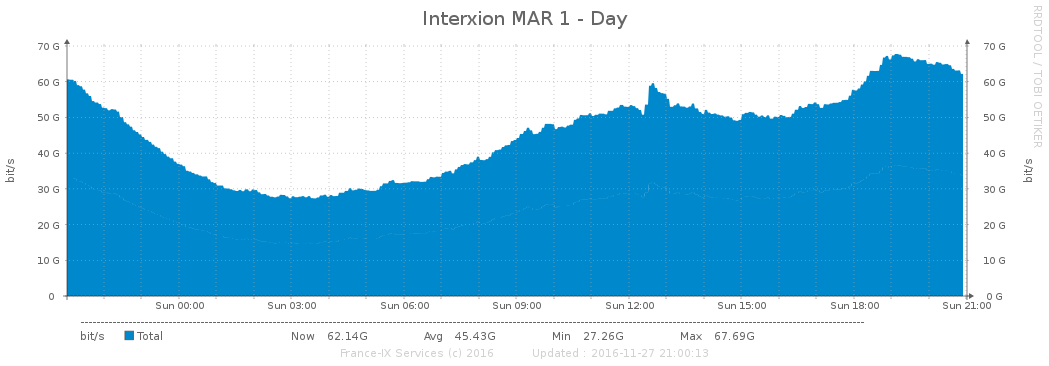 Interxion MAR 1 - Day
RRDTOOL / TOBI OETIKER
bit/s
70 G
60 G
50 G
40 G
30 G
20 G
10 G
0
70 G
60 G
50 G
40 G
30 G
20 G
10 G
0 G
bit/s
Sun 00:00 Sun 03:00 Sun 06:00 Sun 09:00 Sun 12:00 Sun 15:00 Sun 18:00 Sun 21:00
bit/s Total Now 62.14G Avg 45.43G Min 27.26G Max 67.69G
France-IX Services (c) 2016 Updated : 2016-11-27 21:00:13